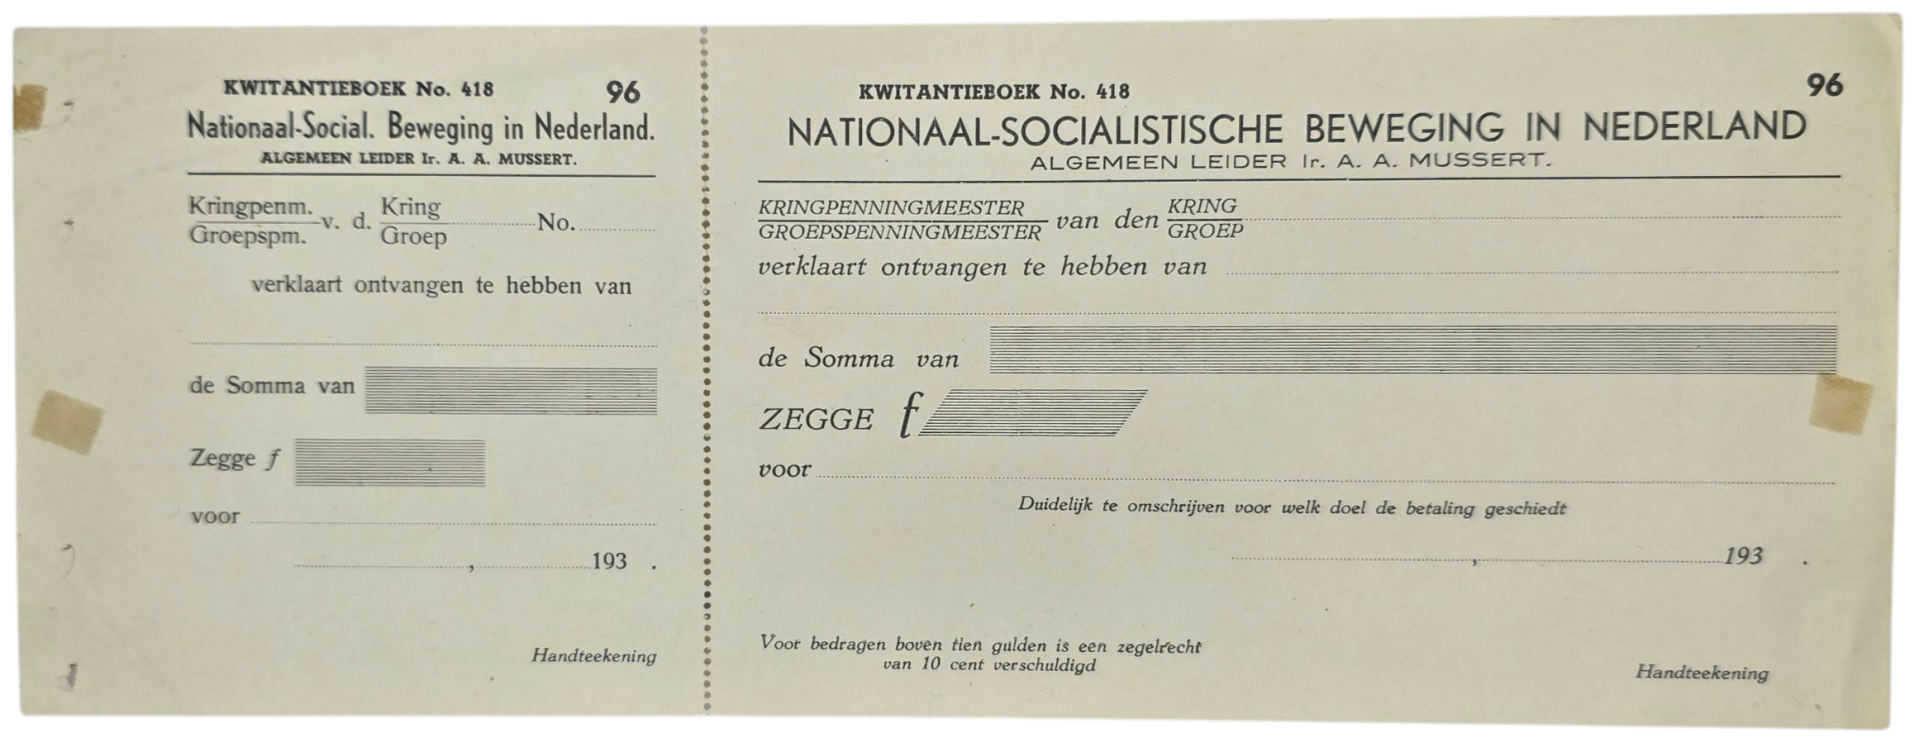 KWITANTIEBOEK No. 418 96
Nationaal-Social. Beweging in Nederland.
ALGEMEEN LEIDER Ir. A. A. MUSSERT.
Kringpenm. v. d. Kring No.
Groepspm. Groep
verklaart ontvangen te hebben van
de Somma van
Zegge f
voor
, 193 .
Handteekening
KWITANTIEBOEK No. 418 96
NATIONAAL-SOCIALISTISCHE BEWEGING IN NEDERLAND
ALGEMEEN LEIDER Ir. A. A. MUSSERT.
KRINGPENNINGMEESTER van den KRING
GROEPSPENNINGMEESTER GROEP
verklaart ontvangen te hebben van
de Somma van
ZEGGE f
voor
Duidelijk te omschrijven voor welk doel de betaling geschiedt
, 193 .
Voor bedragen boven tien gulden is een zegelrecht
van 10 cent verschuldigd
Handteekening